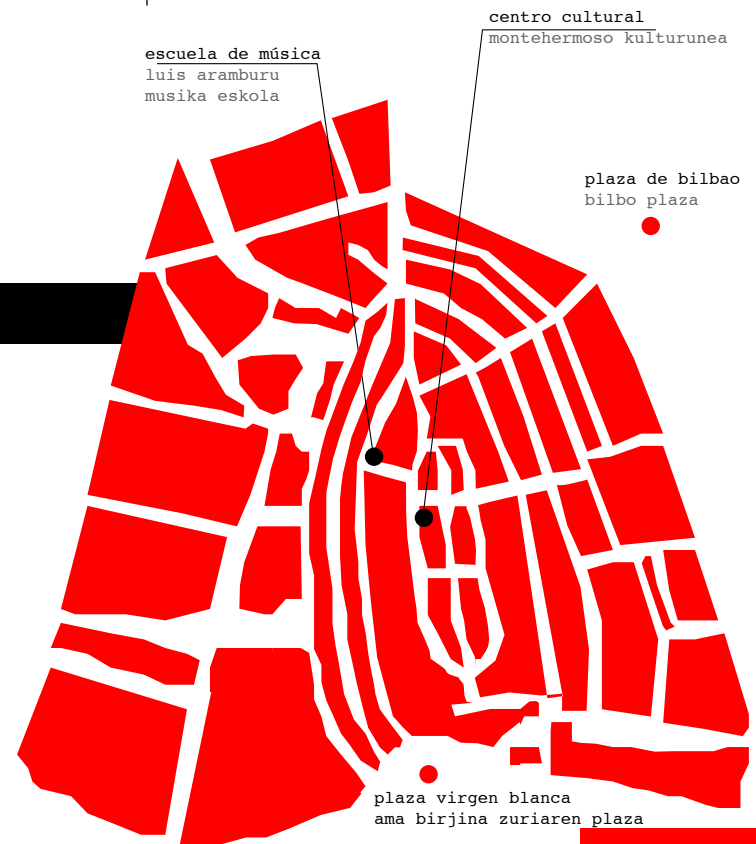 centro cultural
montehermoso kulturunea
escuela de música
luis aramburu
musika eskola
plaza de bilbao
bilbo plaza
plaza virgen blanca
ama birjina zuriaren plaza